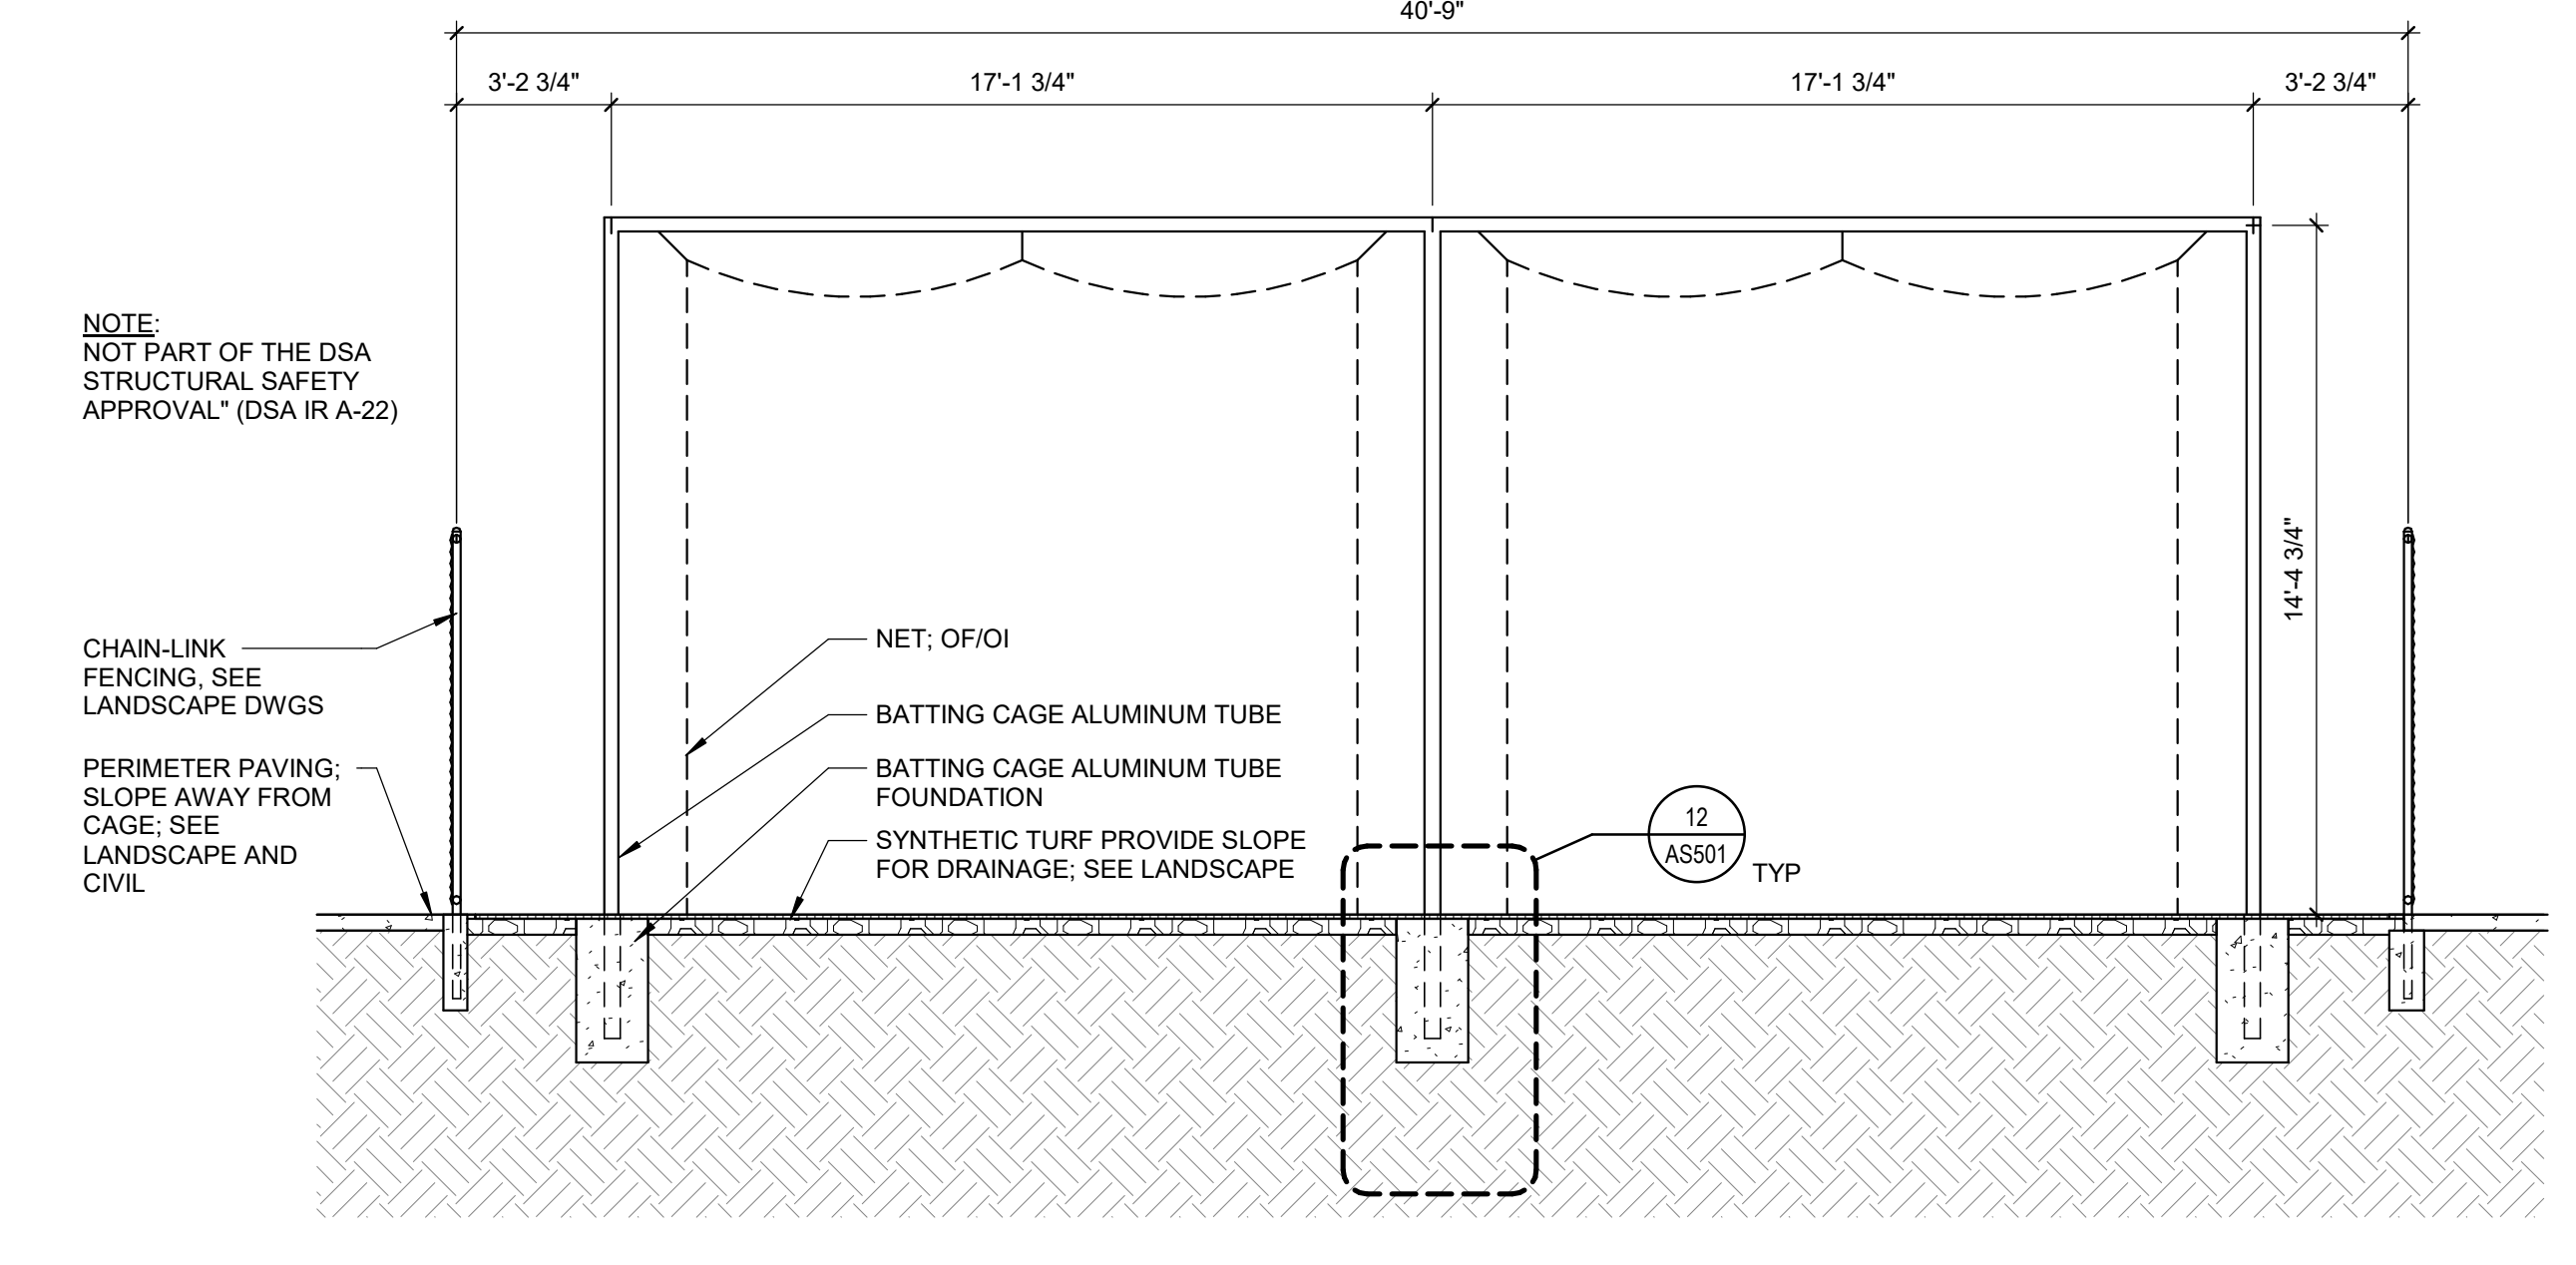 40'-9"
3'-2 3/4"
17'-1 3/4"
17'-1 3/4"
3'-2 3/4"
NOTE:
NOT PART OF THE DSA
STRUCTURAL SAFETY
APPROVAL" (DSA IR A-22)
14'-4 3/4"
CHAIN-LINK
FENCING, SEE
LANDSCAPE DWGS
PERIMETER PAVING;
SLOPE AWAY FROM
CAGE; SEE
LANDSCAPE AND
CIVIL
NET; OF/OI
BATTING CAGE ALUMINUM TUBE
BATTING CAGE ALUMINUM TUBE
FOUNDATION
SYNTHETIC TURF PROVIDE SLOPE
FOR DRAINAGE; SEE LANDSCAPE
12
AS501
TYP